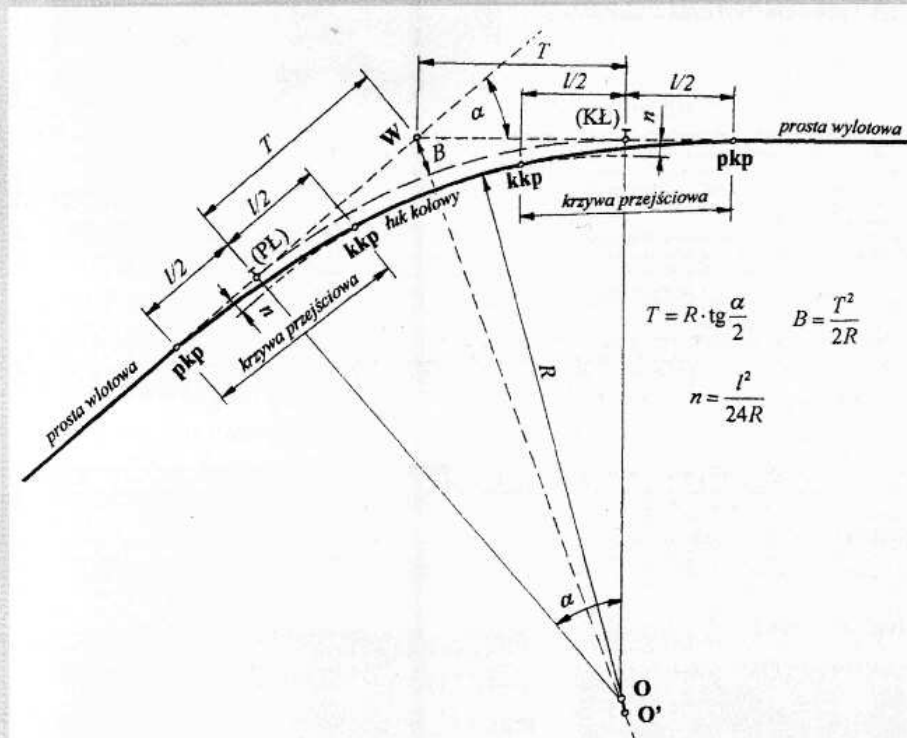 T
l/2
l/2
α
n
(KŁ)
prosta wylotowa
W
B
T
kkp
pkp
l/2
krzywa przejściowa
łuk kołowy
(PŁ)
kkp
l/2
n
krzywa przejściowa
pkp
prosta wlotowa
R
T = R · tg α/2
B = T²/2R
n = l²/24R
α
O
O'